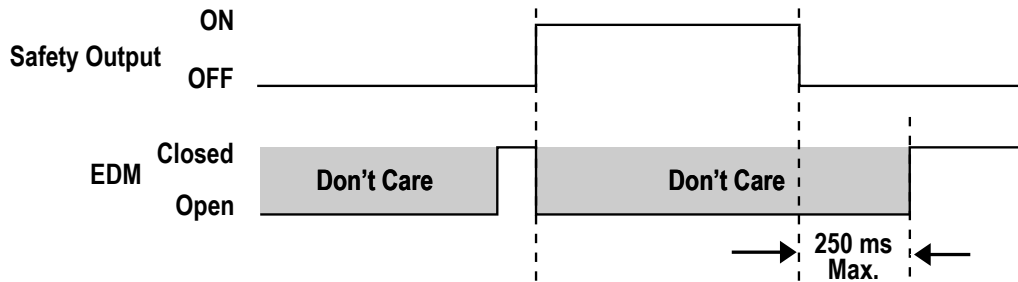 ON
Safety Output
OFF
Closed
EDM
Don't Care
Don't Care
Open
250 ms
Max.